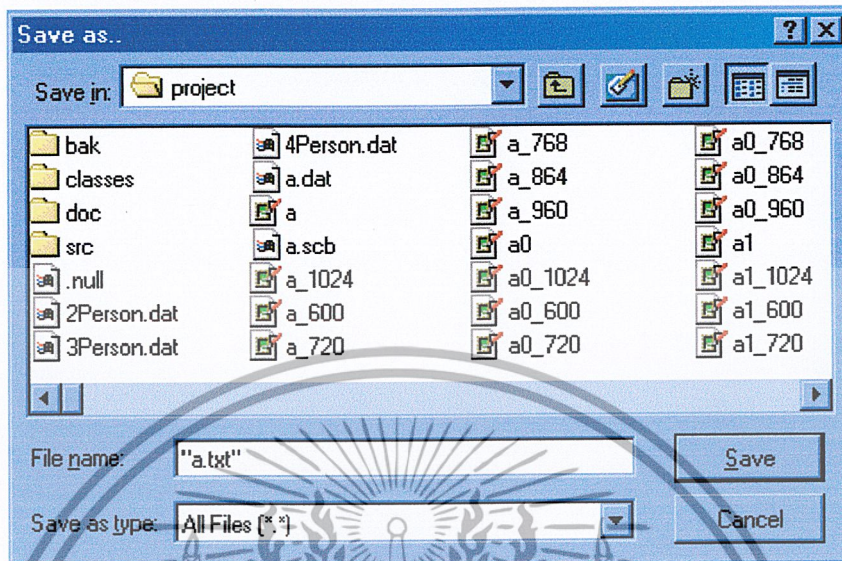 Save as..
Save in: project
bak 4Person.dat a_768 a0_768
classes a.dat a_864 a0_864
doc a a_960 a0_960
src a.scb a0 a1
.null a_1024 a0_1024 a1_1024
2Person.dat a_600 a0_600 a1_600
3Person.dat a_720 a0_720 a1_720
File name: "a.txt" Save
Save as type: All Files (*.*) Cancel